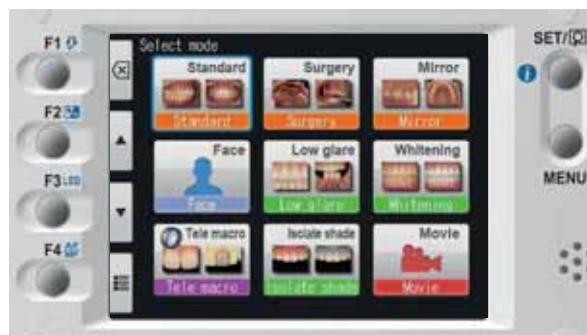 F1
F2
F3 LED
F4
Select mode
Standard
Surgery
Mirror
Standard
Surgery
Mirror
Face
Low glare
Whitening
Face
Low glare
Whitening
Tele macro
Isolate shade
Movie
Tele macro
Isolate shade
Movie
SET/
i
MENU